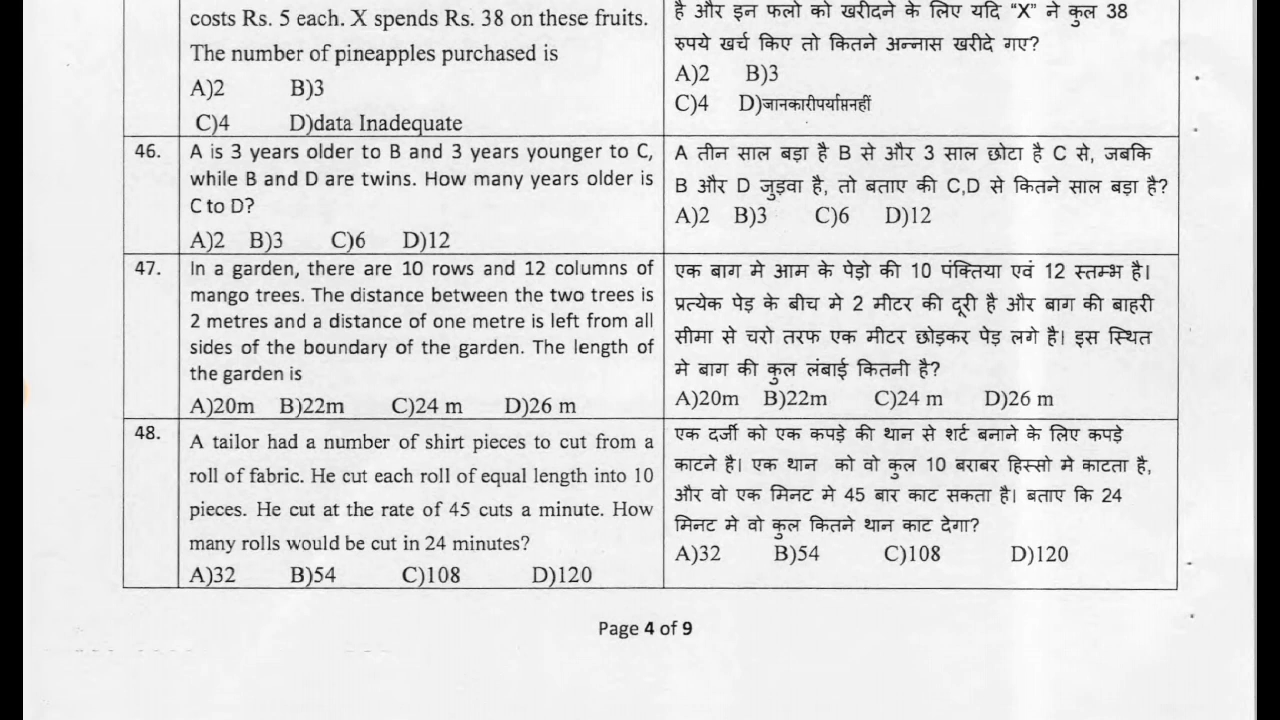 costs Rs. 5 each. X spends Rs. 38 on these fruits.
The number of pineapples purchased is
A)2 B)3
C)4 D)data Inadequate
है और इन फलो को खरीदने के लिए यदि “X” ने कुल 38
रुपये खर्च किए तो कितने अन्नास खरीदे गए?
A)2 B)3
C)4 D)जानकारीपर्याप्तनहीं
46.
A is 3 years older to B and 3 years younger to C,
while B and D are twins. How many years older is
C to D?
A)2 B)3 C)6 D)12
A तीन साल बड़ा है B से और 3 साल छोटा है C से, जबकि
B और D जुड़वा है, तो बताए की C,D से कितने साल बड़ा है?
A)2 B)3 C)6 D)12
47.
In a garden, there are 10 rows and 12 columns of
mango trees. The distance between the two trees is
2 metres and a distance of one metre is left from all
sides of the boundary of the garden. The length of
the garden is
A)20m B)22m C)24 m D)26 m
एक बाग मे आम के पेड़ो की 10 पंक्तिया एवं 12 स्तम्भ है।
प्रत्येक पेड़ के बीच मे 2 मीटर की दूरी है और बाग की बाहरी
सीमा से चरो तरफ एक मीटर छोड़कर पेड़ लगे है। इस स्थित
मे बाग की कुल लंबाई कितनी है?
A)20m B)22m C)24 m D)26 m
48.
A tailor had a number of shirt pieces to cut from a
roll of fabric. He cut each roll of equal length into 10
pieces. He cut at the rate of 45 cuts a minute. How
many rolls would be cut in 24 minutes?
A)32 B)54 C)108 D)120
एक दर्जी को एक कपड़े की थान से शर्ट बनाने के लिए कपड़े
काटने है। एक थान को वो कुल 10 बराबर हिस्सो मे काटता है,
और वो एक मिनट मे 45 बार काट सकता है। बताए कि 24
मिनट मे वो कुल कितने थान काट देगा?
A)32 B)54 C)108 D)120
Page 4 of 9